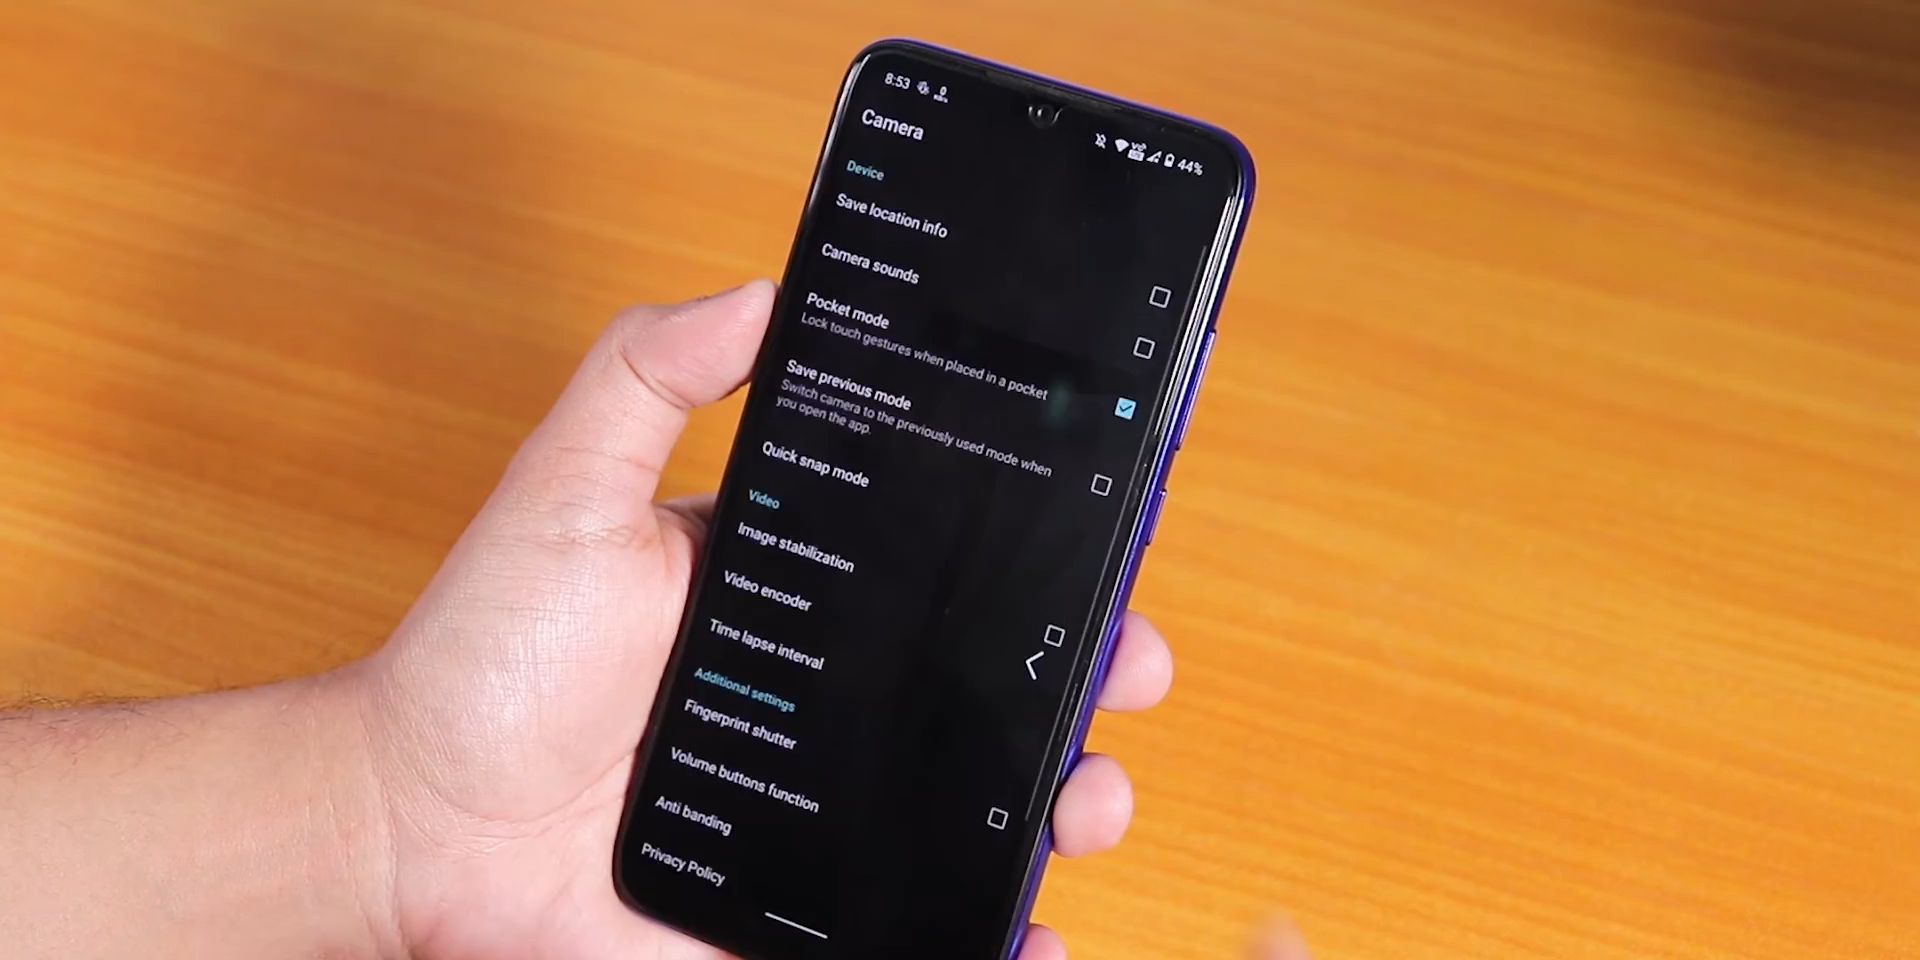 8:53 0 44%
Camera
Device
Save location info
Camera sounds
Pocket mode
Lock touch gestures when placed in a pocket
Save previous mode
Switch camera to the previously used mode when
you open the app.
Quick snap mode
Video
Image stabilization
Video encoder
Time lapse interval
Additional settings
Fingerprint shutter
Volume buttons function
Anti banding
Privacy Policy